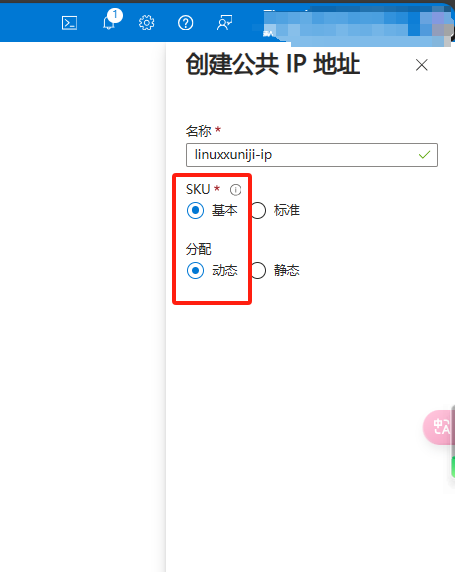 1
创建公共 IP 地址
名称 *
linuxxuniji-ip
SKU *
基本 标准
分配
动态 静态